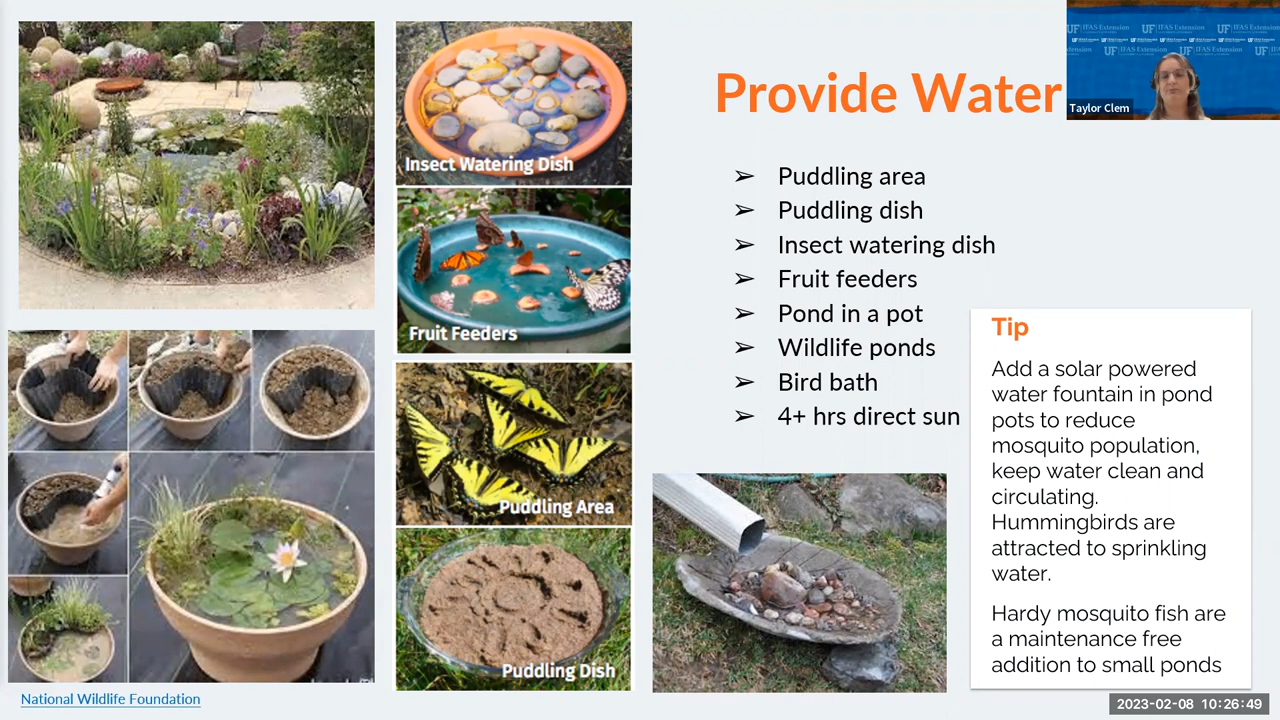 Provide Water
UF IFAS Extension
Taylor Clem
Insect Watering Dish
Fruit Feeders
Puddling Area
Puddling Dish
➢ Puddling area
➢ Puddling dish
➢ Insect watering dish
➢ Fruit feeders
➢ Pond in a pot
➢ Wildlife ponds
➢ Bird bath
➢ 4+ hrs direct sun
Tip
Add a solar powered
water fountain in pond
pots to reduce
mosquito population,
keep water clean and
circulating.
Hummingbirds are
attracted to sprinkling
water.
Hardy mosquito fish are
a maintenance free
addition to small ponds
National Wildlife Foundation
2023-02-08 10:26:49